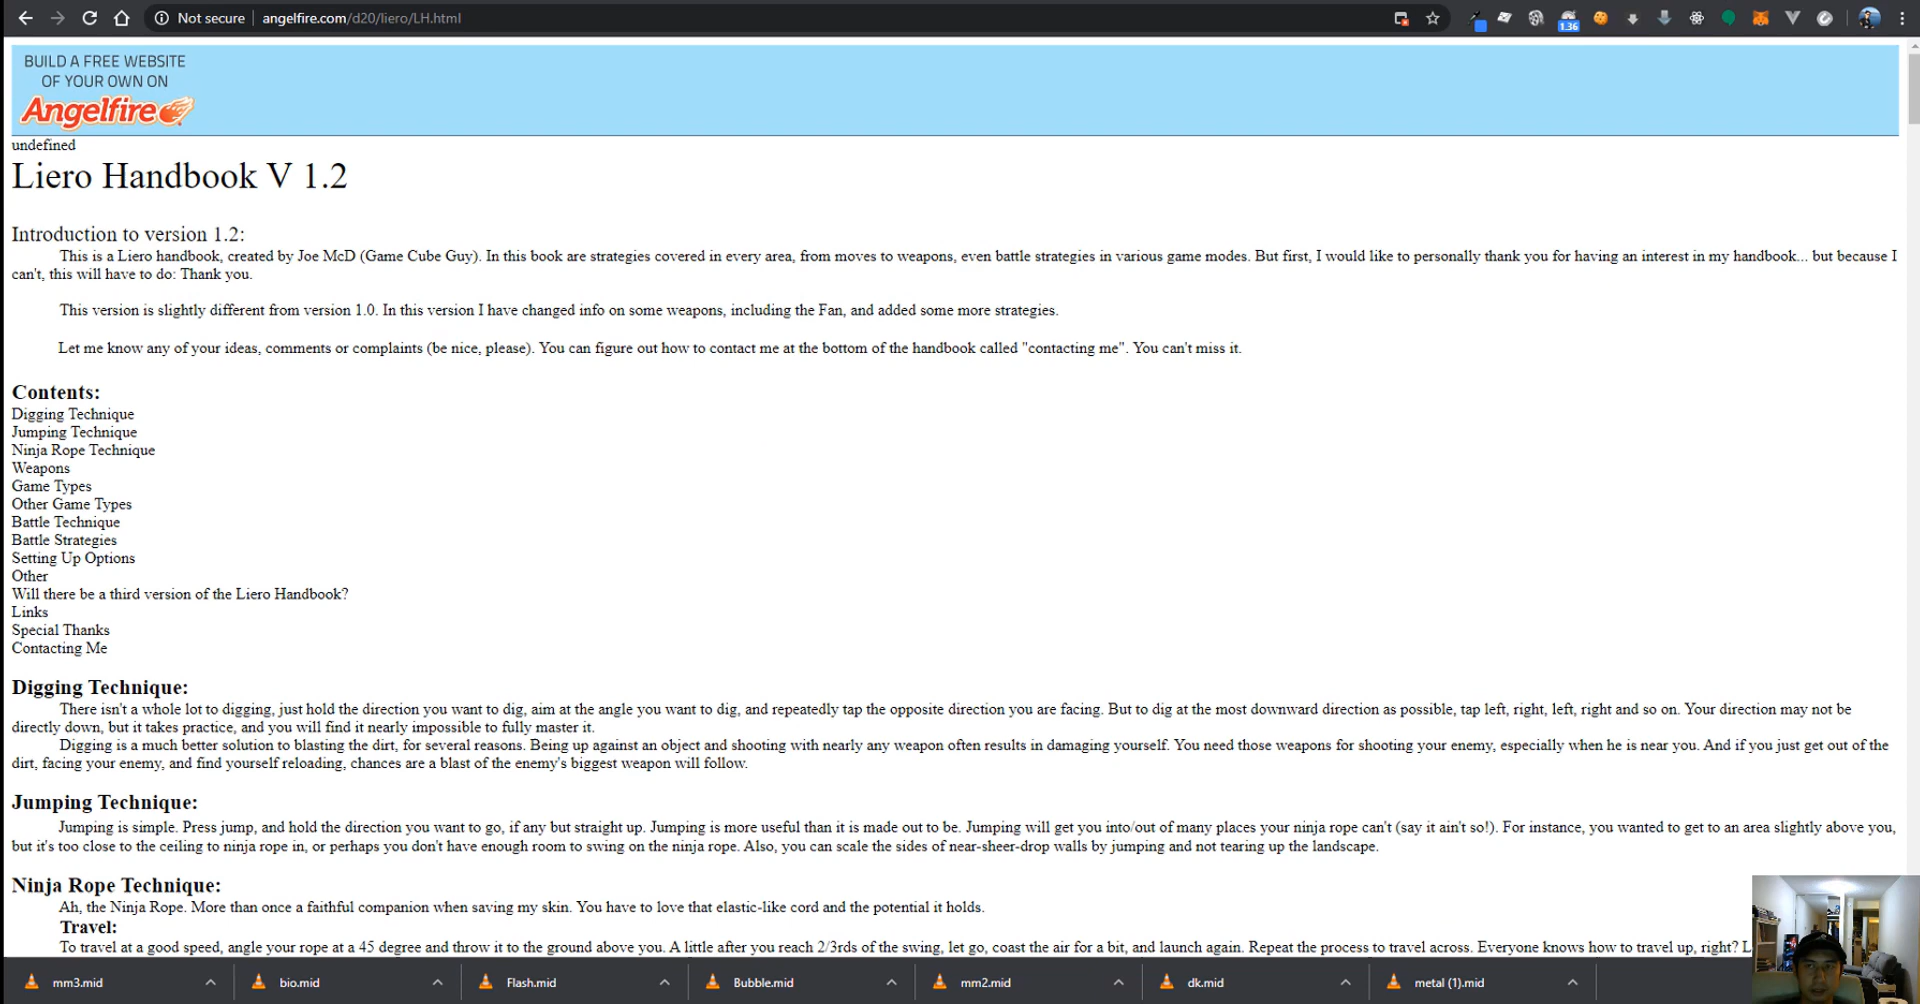 Not secure
angelfire.com/d20/liero/LH.html
1.36
BUILD A FREE WEBSITE
OF YOUR OWN ON
Angelfire
undefined
Liero Handbook V 1.2
Introduction to version 1.2:
This is a Liero handbook, created by Joe McD (Game Cube Guy). In this book are strategies covered in every area, from moves to weapons, even battle strategies in various game modes. But first, I would like to personally thank you for having an interest in my handbook... but because I
can't, this will have to do: Thank you.
This version is slightly different from version 1.0. In this version I have changed info on some weapons, including the Fan, and added some more strategies.
Let me know any of your ideas, comments or complaints (be nice, please). You can figure out how to contact me at the bottom of the handbook called "contacting me". You can't miss it.
Contents:
Digging Technique
Jumping Technique
Ninja Rope Technique
Weapons
Game Types
Other Game Types
Battle Technique
Battle Strategies
Setting Up Options
Other
Will there be a third version of the Liero Handbook?
Links
Special Thanks
Contacting Me
Digging Technique:
There isn't a whole lot to digging, just hold the direction you want to dig, aim at the angle you want to dig, and repeatedly tap the opposite direction you are facing. But to dig at the most downward direction as possible, tap left, right, left, right and so on. Your direction may not be
directly down, but it takes practice, and you will find it nearly impossible to fully master it.
Digging is a much better solution to blasting the dirt, for several reasons. Being up against an object and shooting with nearly any weapon often results in damaging yourself. You need those weapons for shooting your enemy, especially when he is near you. And if you just get out of the
dirt, facing your enemy, and find yourself reloading, chances are a blast of the enemy's biggest weapon will follow.
Jumping Technique:
Jumping is simple. Press jump, and hold the direction you want to go, if any but straight up. Jumping is more useful than it is made out to be. Jumping will get you into/out of many places your ninja rope can't (say it ain't so!). For instance, you wanted to get to an area slightly above you,
but it's too close to the ceiling to ninja rope in, or perhaps you don't have enough room to swing on the ninja rope. Also, you can scale the sides of near-sheer-drop walls by jumping and not tearing up the landscape.
Ninja Rope Technique:
Ah, the Ninja Rope. More than once a faithful companion when saving my skin. You have to love that elastic-like cord and the potential it holds.
Travel:
To travel at a good speed, angle your rope at a 45 degree and throw it to the ground above you. A little after you reach 2/3rds of the swing, let go, coast the air for a bit, and launch again. Repeat the process to travel across. Everyone knows how to travel up, right? L
mm3.mid
bio.mid
Flash.mid
Bubble.mid
mm2.mid
dk.mid
metal (1).mid